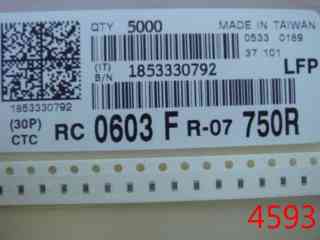 QTY 5000 MADE IN TAIWAN
0533 0189
37 101
(1T) B/N 1853330792 LFP
1853330792
(30P) CTC RC 0603 F R-07 750R
4593